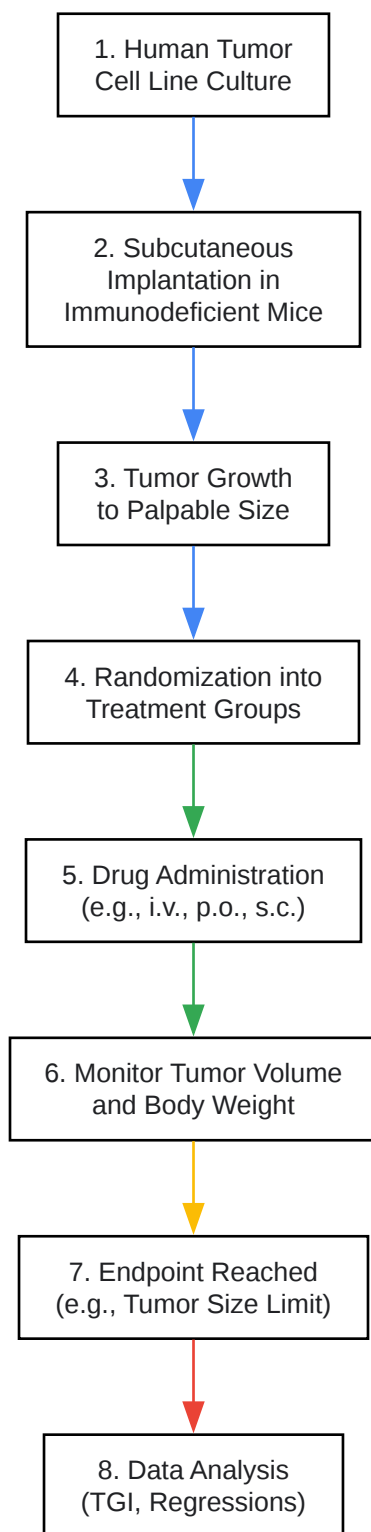 1. Human Tumor
Cell Line Culture
2. Subcutaneous
Implantation in
Immunodeficient Mice
3. Tumor Growth
to Palpable Size
4. Randomization into
Treatment Groups
5. Drug Administration
(e.g., i.v., p.o., s.c.)
6. Monitor Tumor Volume
and Body Weight
7. Endpoint Reached
(e.g., Tumor Size Limit)
8. Data Analysis
(TGI, Regressions)